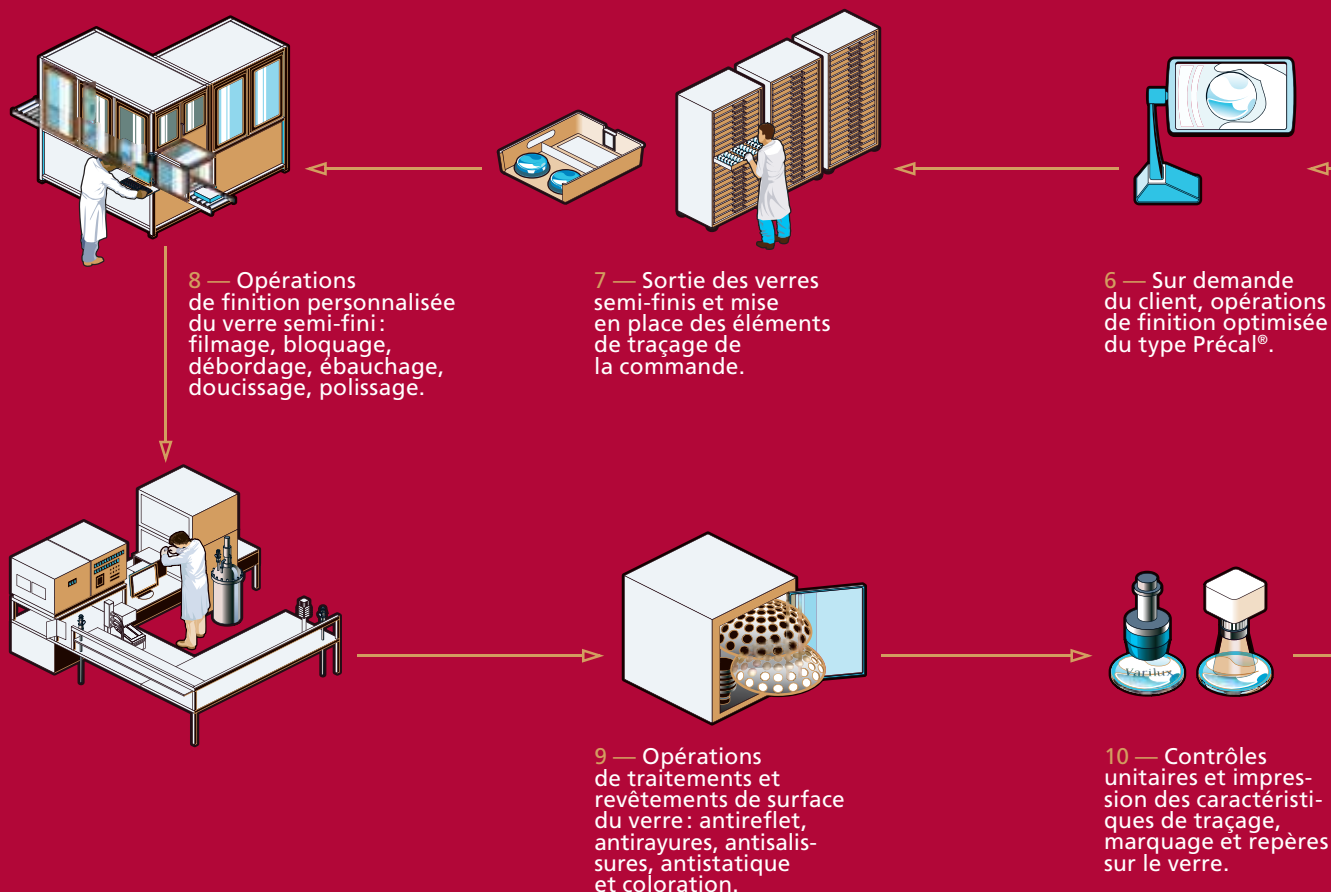 8 — Opérations
de finition personnalisée
du verre semi-fini :
filmage, bloquage,
débordage, ébauchage,
doucissage, polissage.
7 — Sortie des verres
semi-finis et mise
en place des éléments
de traçage de
la commande.
6 — Sur demande
du client, opérations
de finition optimisée
du type Précal®.
9 — Opérations
de traitements et
revêtements de surface
du verre : antireflet,
antirayures, antisalis-
sures, antistatique
et coloration.
Varilux
10 — Contrôles
unitaires et impres-
sion des caractéristi-
ques de traçage,
marquage et repères
sur le verre.